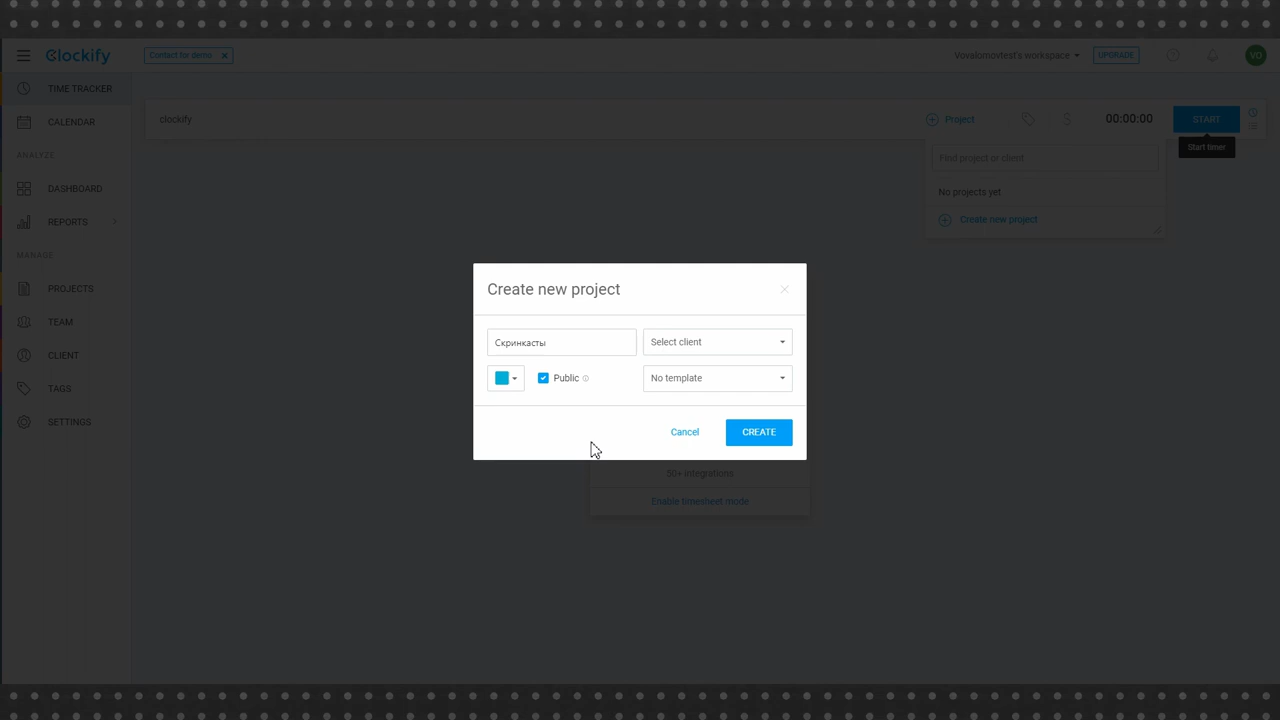 Clockify
Contact for demo.
Vovalomovtest's workspace
UPGRADE
VO
TIME TRACKER
CALENDAR
ANALYZE
DASHBOARD
REPORTS
MANAGE
PROJECTS
TEAM
CLIENT
TAGS
SETTINGS
clockify
Project
00:00:00
START
Start timer
Find project or client
No projects yet
Create new project
Create new project
Скринкасты
Select client
Public
No template
Cancel
CREATE
50+ integrations
Enable timesheet mode